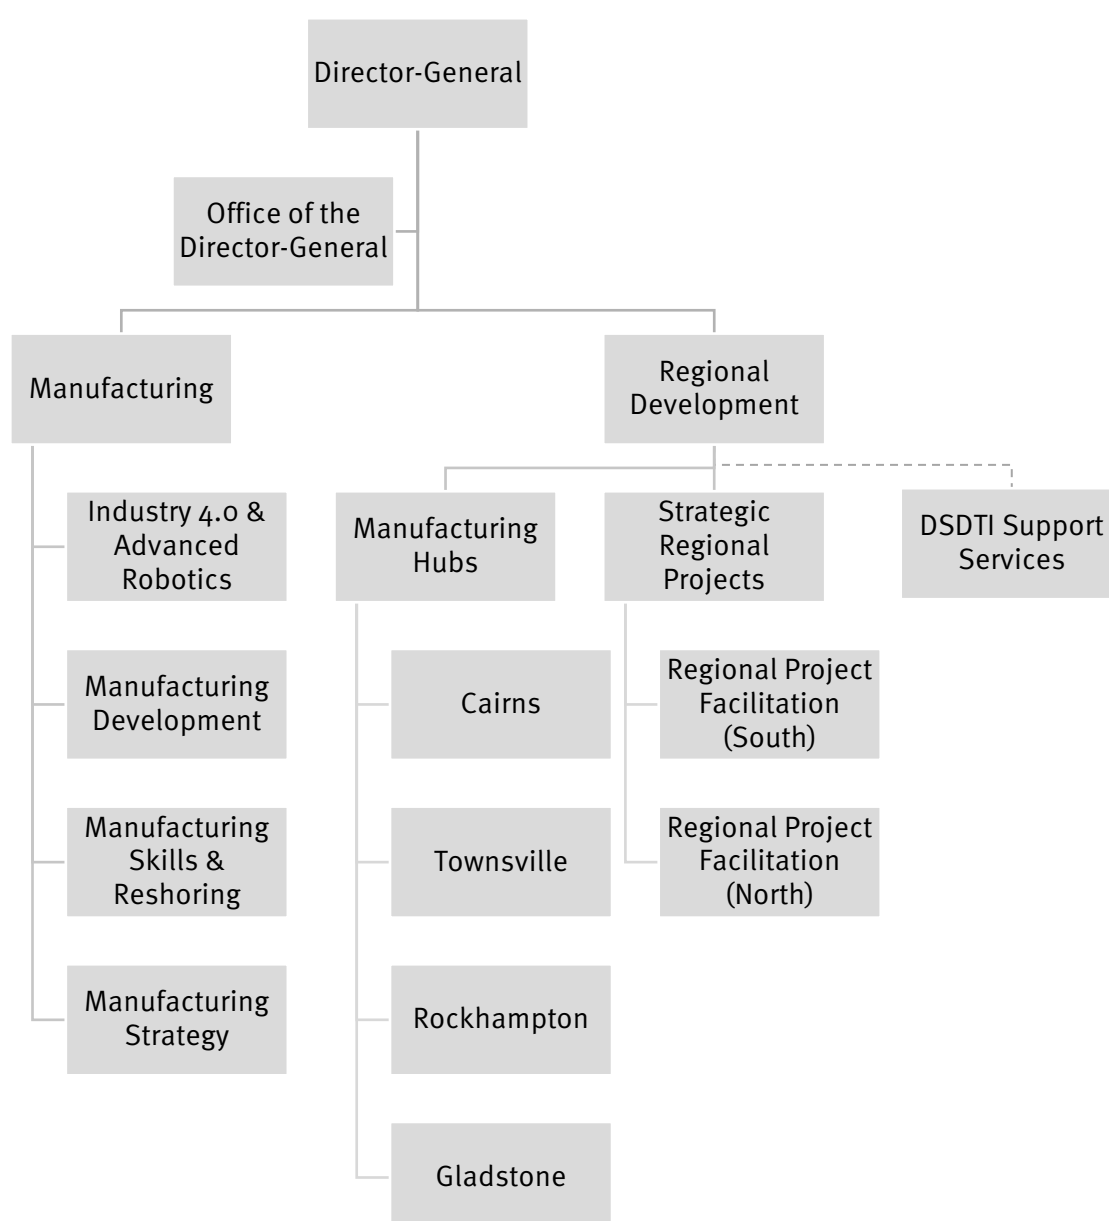 Director-General
Office of the
Director-General
Manufacturing
Regional
Development
Industry 4.0 &
Advanced
Robotics
Manufacturing
Hubs
Strategic
Regional
Projects
DSDTI Support
Services
Manufacturing
Development
Cairns
Regional Project
Facilitation
(South)
Manufacturing
Skills &
Reshoring
Townsville
Regional Project
Facilitation
(North)
Manufacturing
Strategy
Rockhampton
Gladstone